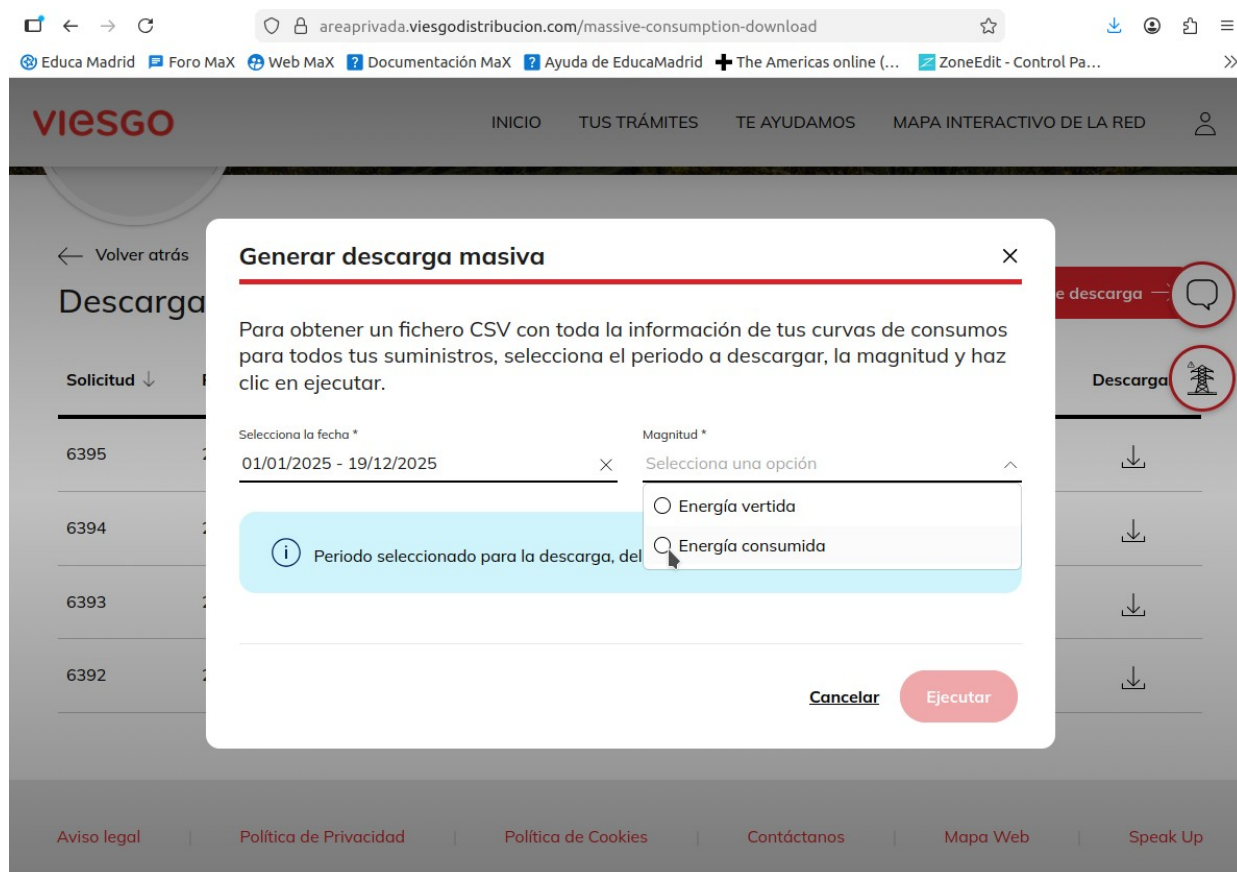 areaprivada.viesgodistribucion.com/massive-consumption-download
Educa Madrid Foro MaX Web MaX Documentación MaX Ayuda de EducaMadrid The Americas online (... ZoneEdit - Control Pa...
viesgo
INICIO TUS TRÁMITES TE AYUDAMOS MAPA INTERACTIVO DE LA RED
Volver atrás
Descarga
e descarga
Generar descarga masiva
Para obtener un fichero CSV con toda la información de tus curvas de consumos
para todos tus suministros, selecciona el periodo a descargar, la magnitud y haz
clic en ejecutar.
Solicitud
Descarga
Selecciona la fecha *
01/01/2025 - 19/12/2025
Magnitud *
Selecciona una opción
Energía vertida
Energía consumida
Periodo seleccionado para la descarga, del
6395
6394
6393
6392
Cancelar Ejecutar
Aviso legal Política de Privacidad Política de Cookies Contáctanos Mapa Web Speak Up